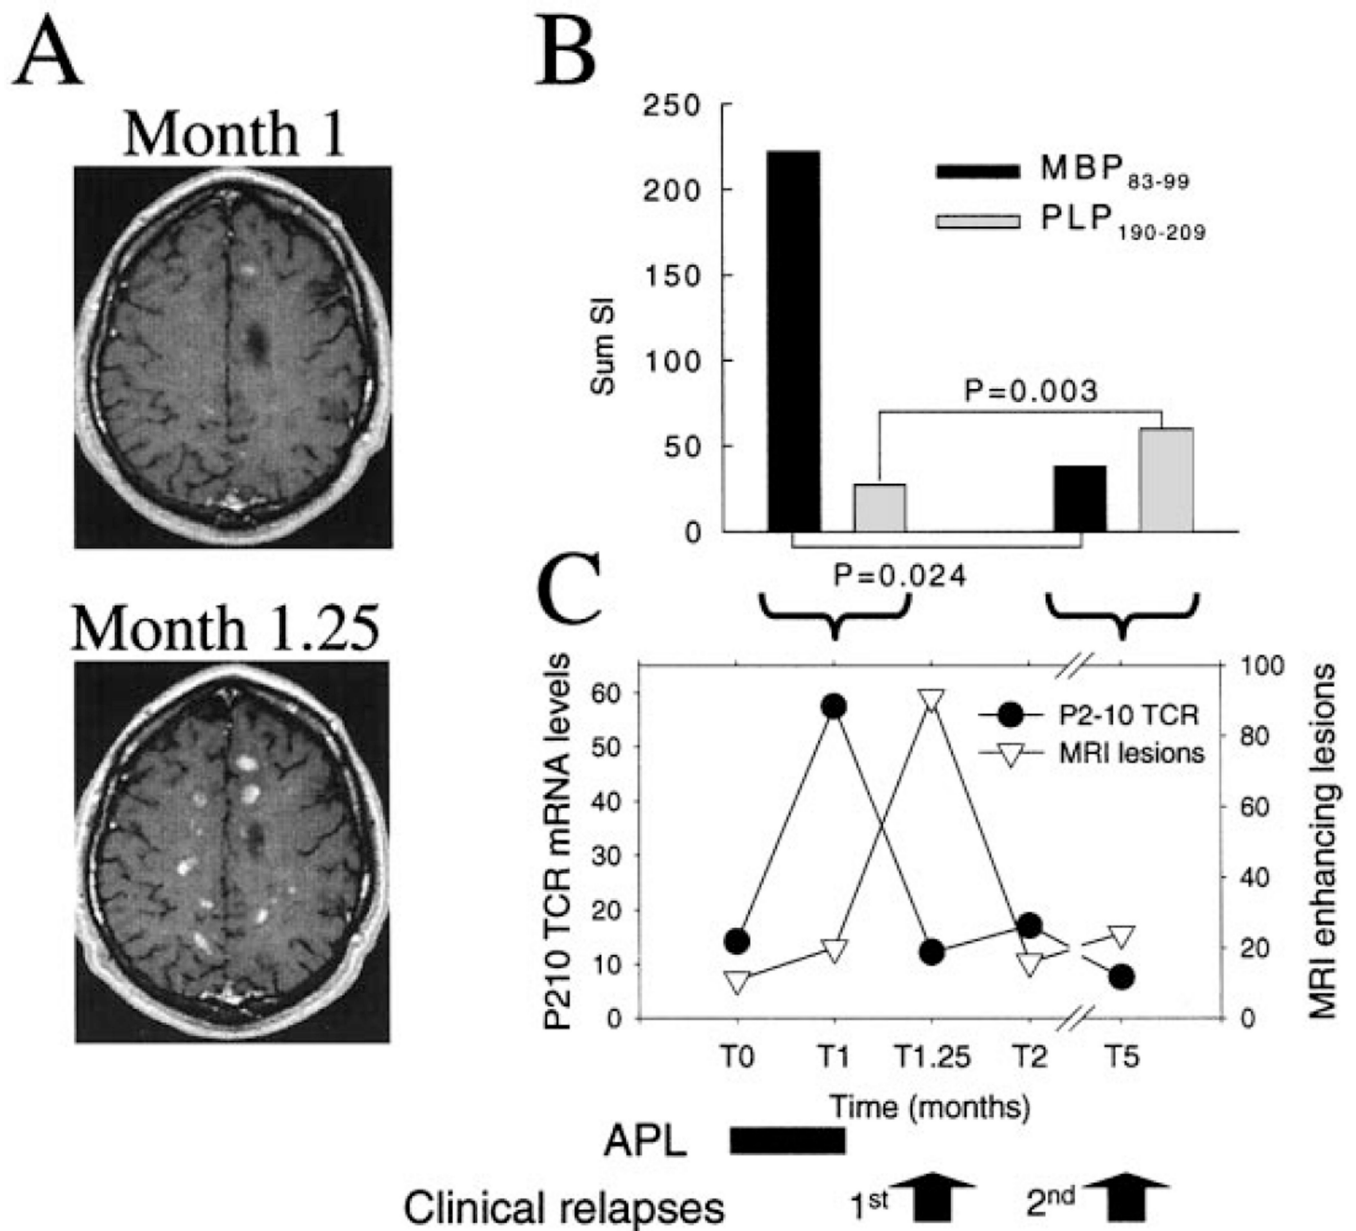 A
Month 1
Month 1.25
B
250
200
150
100
50
0
Sum SI
MBP83-99
PLP190-209
P=0.003
P=0.024
C
P210 TCR mRNA levels
60
50
40
30
20
10
0
P2-10 TCR
MRI lesions
100
80
60
40
20
0
MRI enhancing lesions
T0 T1 T1.25 T2 T5
Time (months)
APL
Clinical relapses 1st 2nd